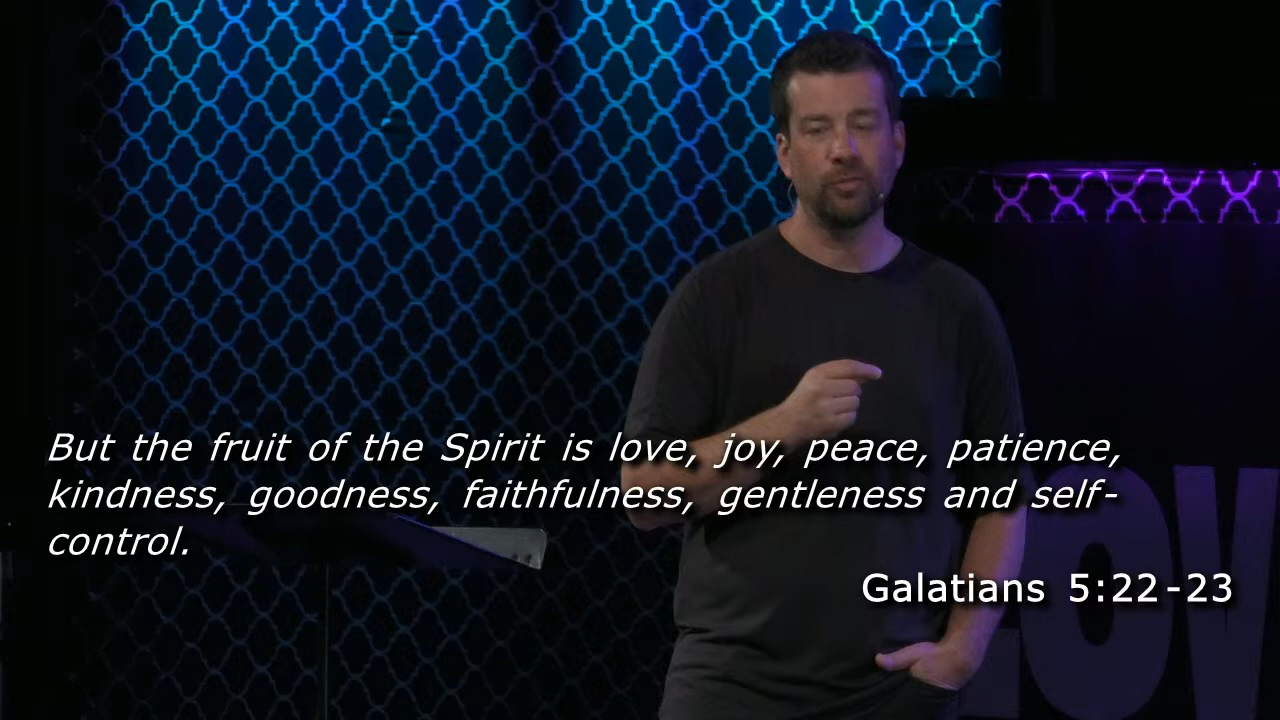 But the fruit of the Spirit is love, joy, peace, patience,
kindness, goodness, faithfulness, gentleness and self-
control.
Galatians 5:22-23
LOV